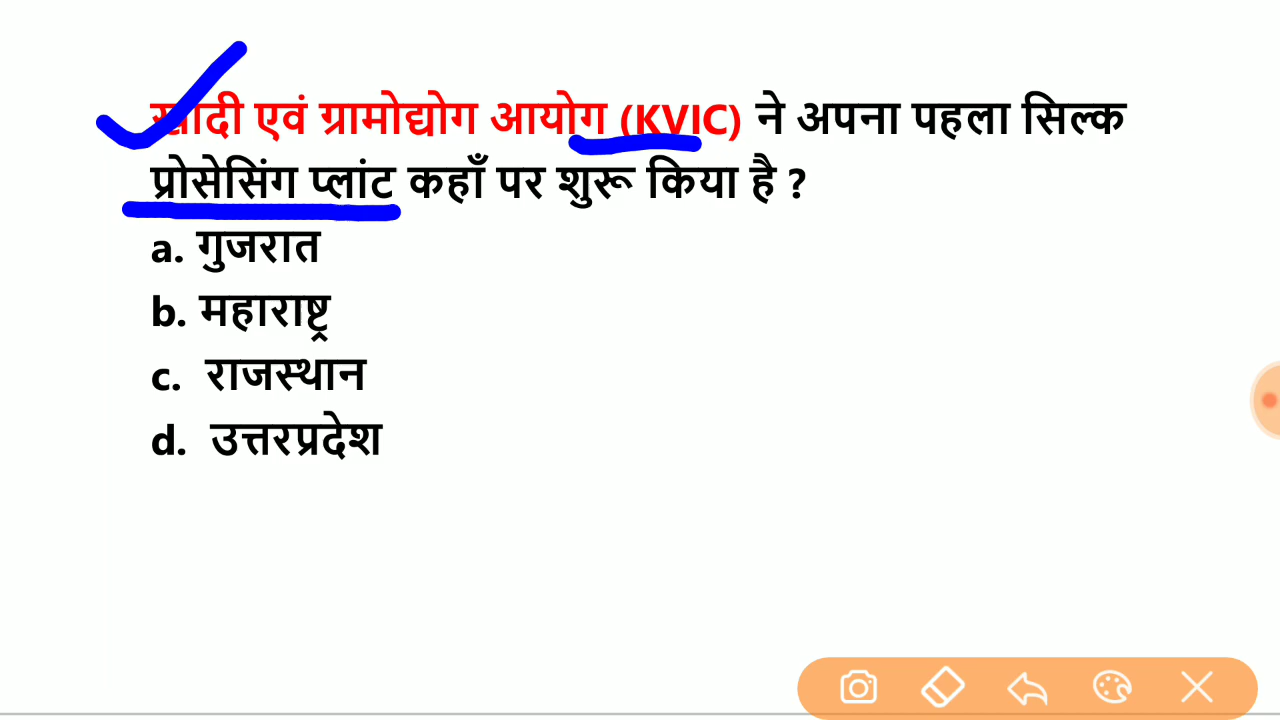 खादी एवं ग्रामोद्योग आयोग (KVIC) ने अपना पहला सिल्क
प्रोसेसिंग प्लांट कहाँ पर शुरू किया है ?
a. गुजरात
b. महाराष्ट्र
c. राजस्थान
d. उत्तरप्रदेश